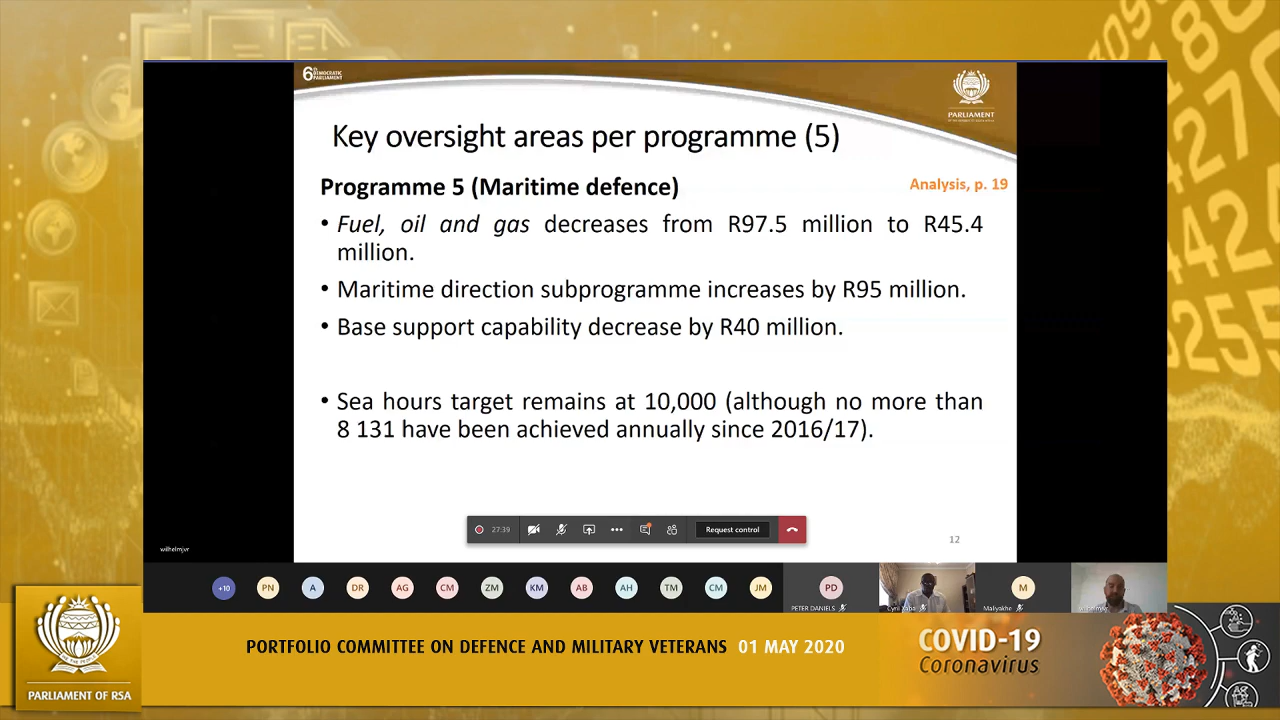 6th DEMOCRATIC PARLIAMENT
PARLIAMENT
Key oversight areas per programme (5)
Programme 5 (Maritime defence)
Analysis, p. 19
• Fuel, oil and gas decreases from R97.5 million to R45.4
million.
• Maritime direction subprogramme increases by R95 million.
• Base support capability decrease by R40 million.
• Sea hours target remains at 10,000 (although no more than
8 131 have been achieved annually since 2016/17).
27:39
Request control
12
wilhelmjvr
+10 PN A DR AG CM ZM KM AB AH TM CM JM PD M
PETER DANIELS Cyril Xaba Maliyakhe wilhelmjvr
PORTFOLIO COMMITTEE ON DEFENCE AND MILITARY VETERANS 01 MAY 2020
COVID-19
Coronavirus
PARLIAMENT OF RSA